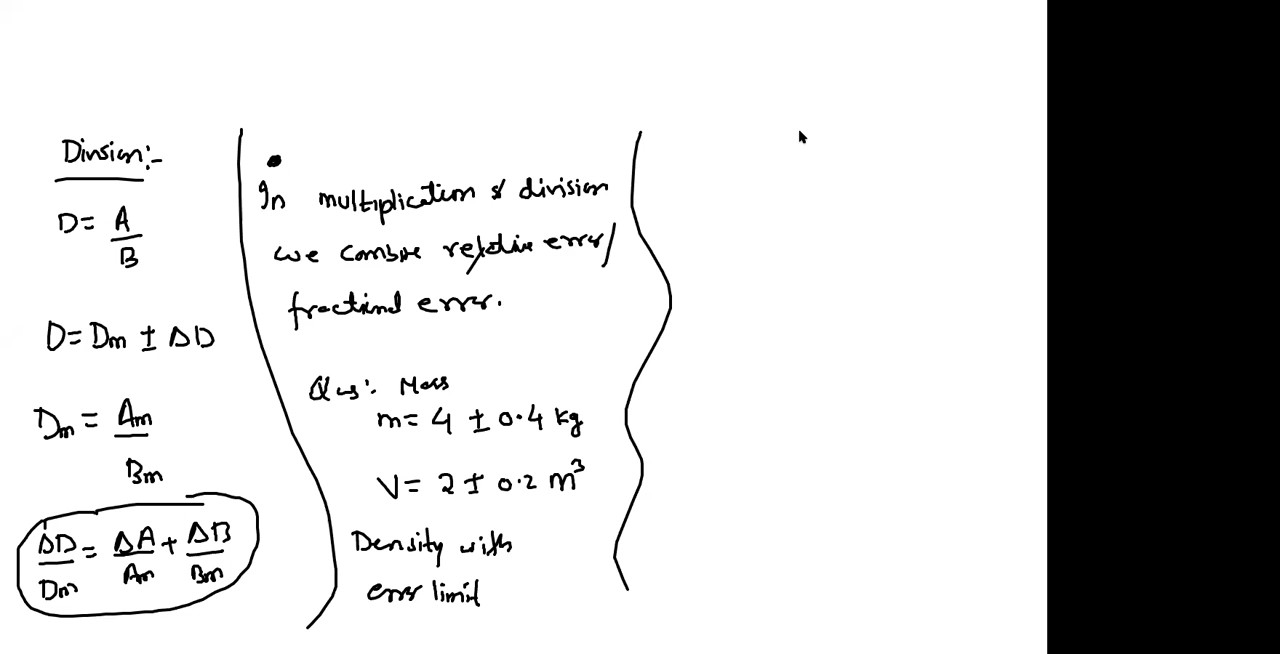 Division:-
D = A/B
D = Dm ± ΔD
Dm = Am/Bm
ΔD/Dm = ΔA/Am + ΔB/Bm
In multiplication & division
we combine relative error/
fractional error.
Ques:. Mass
m = 4 ± 0.4 kg
V = 2 ± 0.2 m³
Density with
error limit